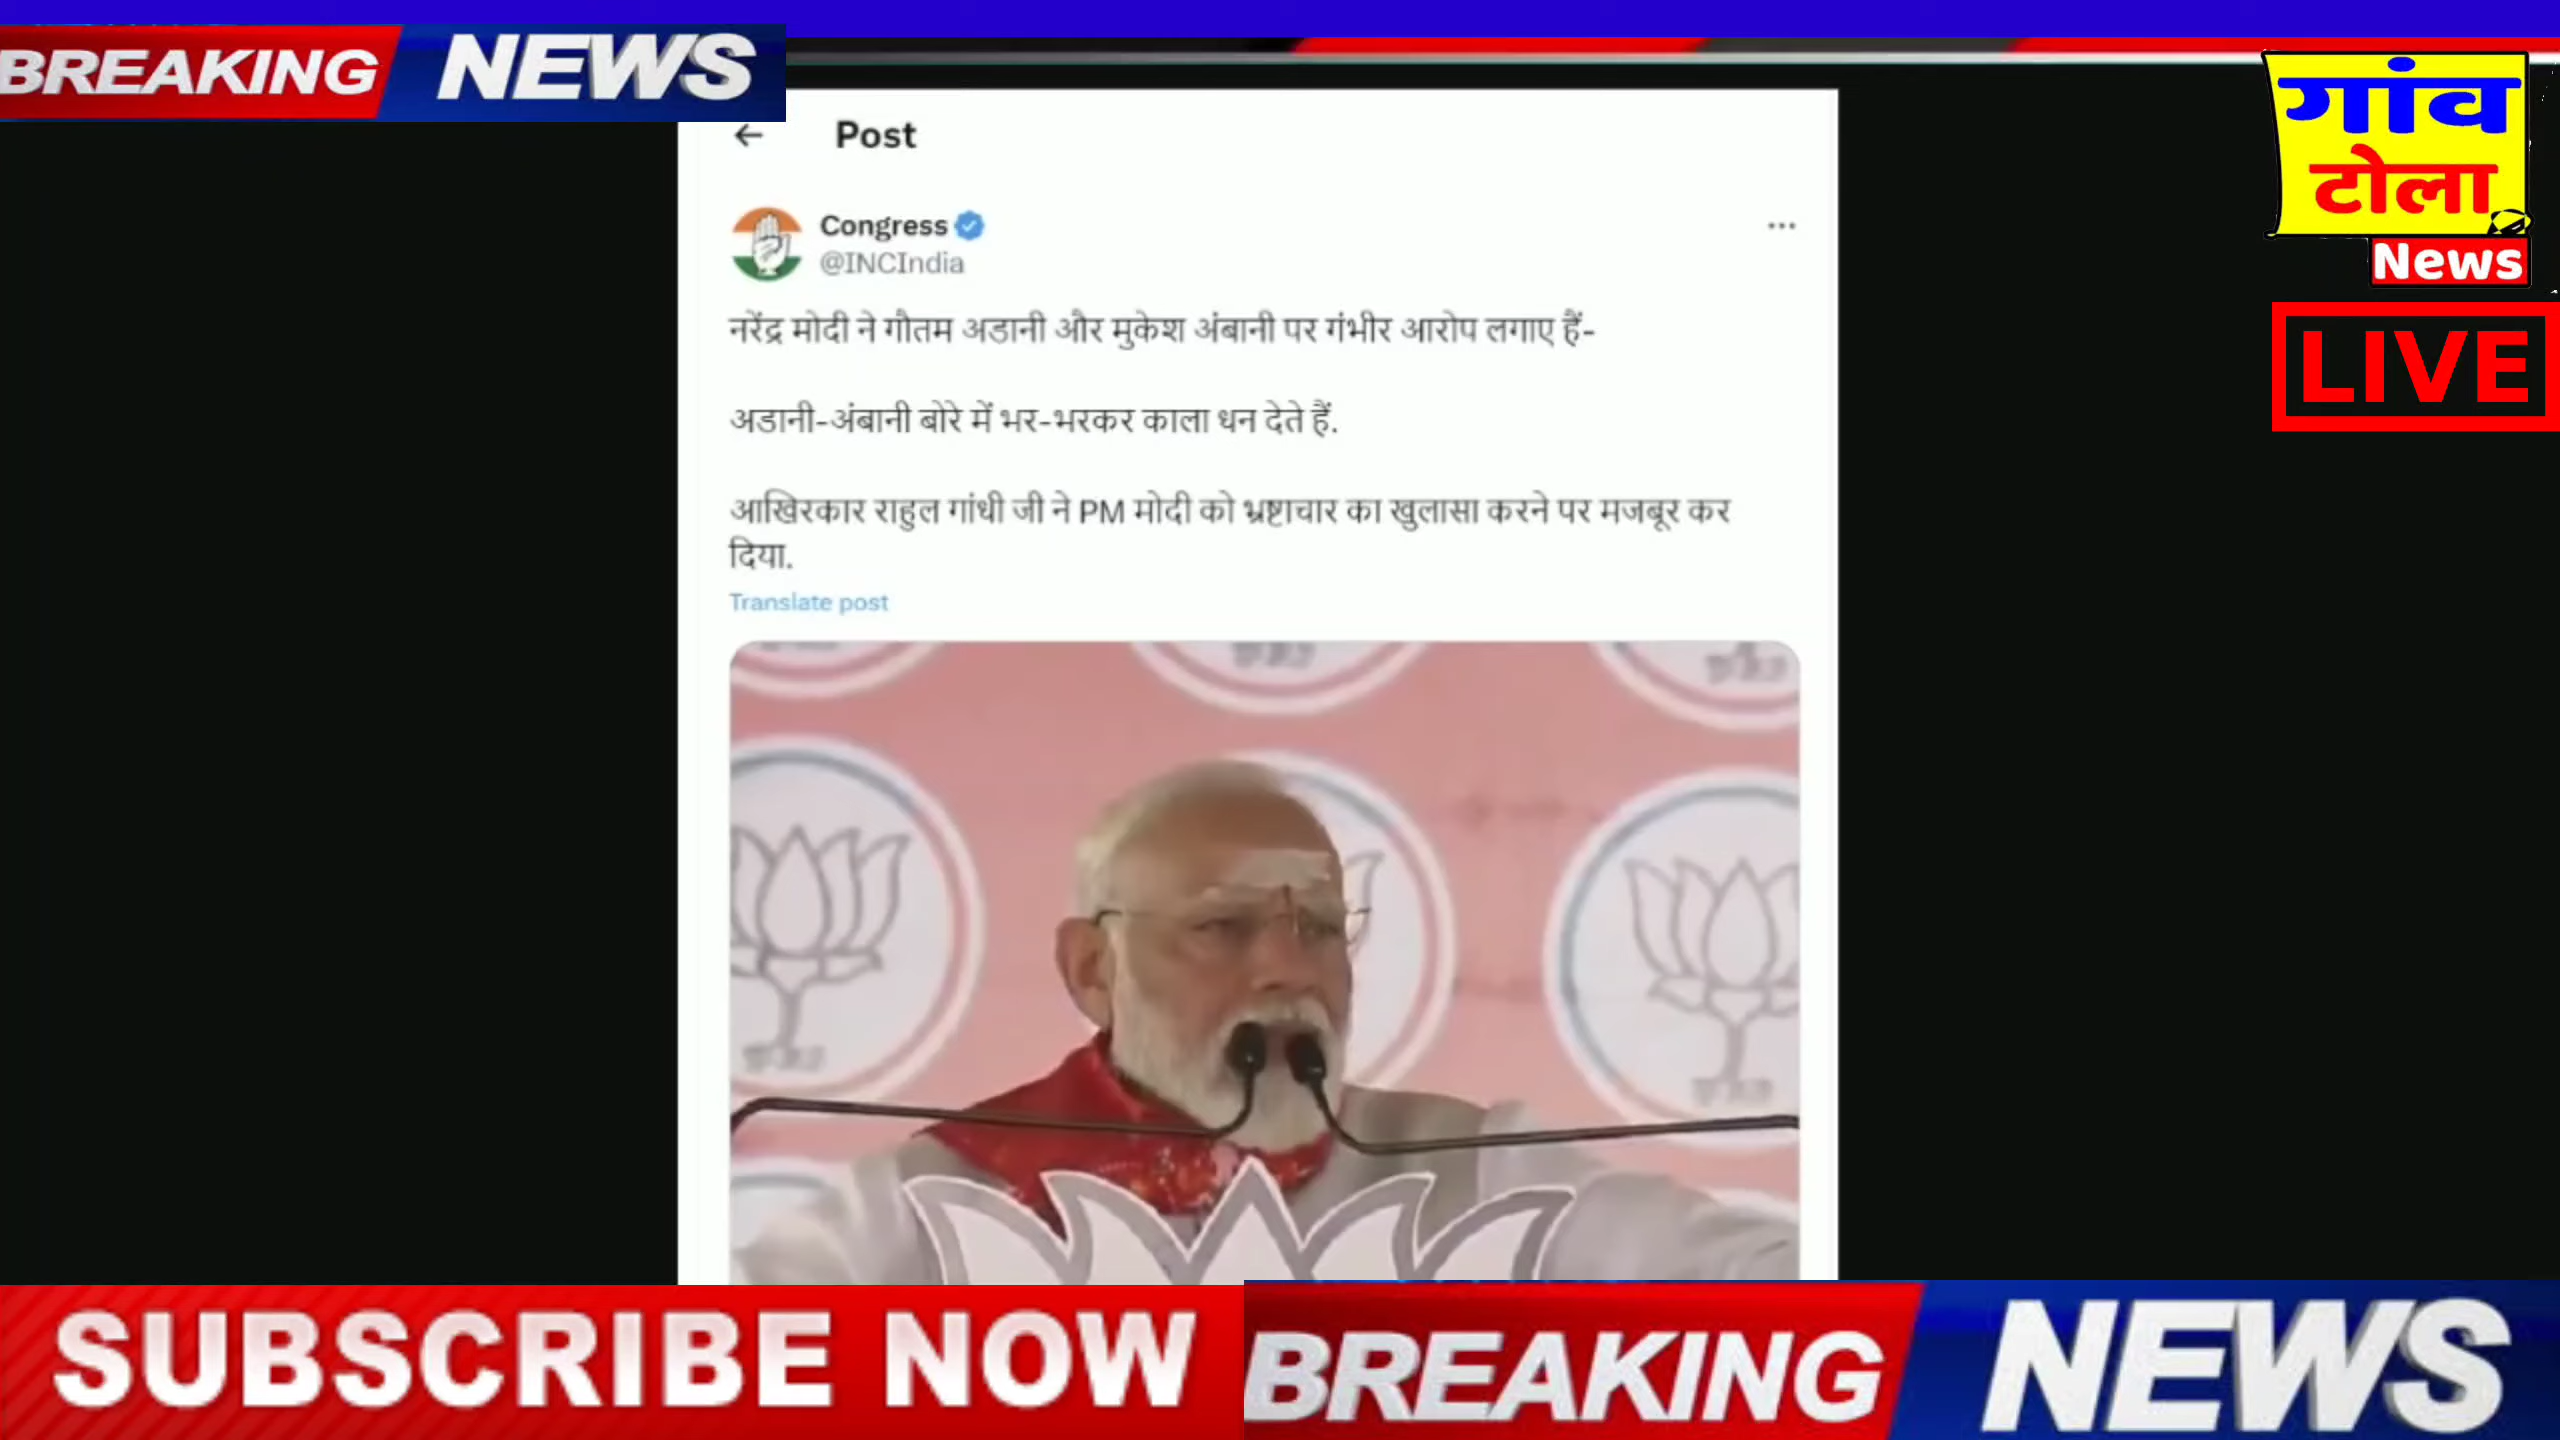 BREAKING NEWS
गांव
टोला
News
LIVE
Post
Congress
@INCIndia
नरेंद्र मोदी ने गौतम अडानी और मुकेश अंबानी पर गंभीर आरोप लगाए हैं-
अडानी-अंबानी बोरे में भर-भरकर काला धन देते हैं.
आखिरकार राहुल गांधी जी ने PM मोदी को भ्रष्टाचार का खुलासा करने पर मजबूर कर
दिया.
Translate post
SUBSCRIBE NOW
BREAKING NEWS